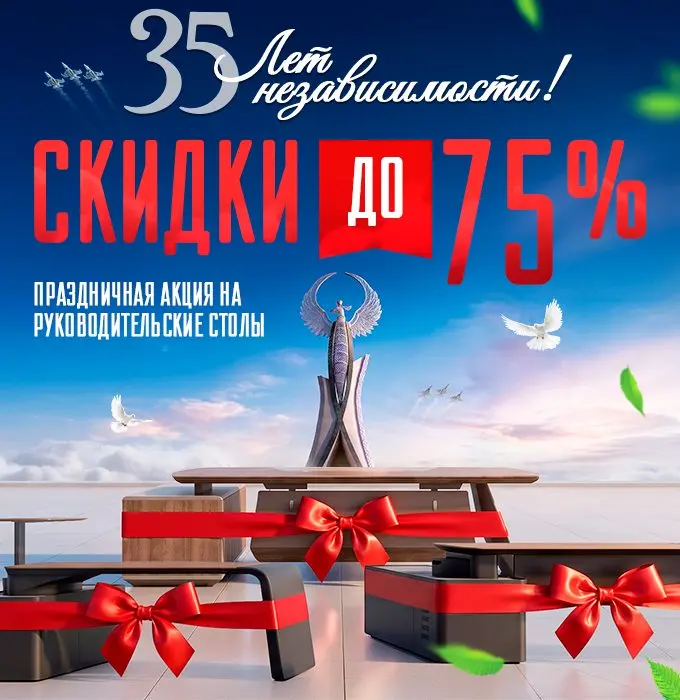 35 Лет
независимости!
СКИДКИ ДО 75%
ПРАЗДНИЧНАЯ АКЦИЯ НА
РУКОВОДИТЕЛЬСКИЕ СТОЛЫ